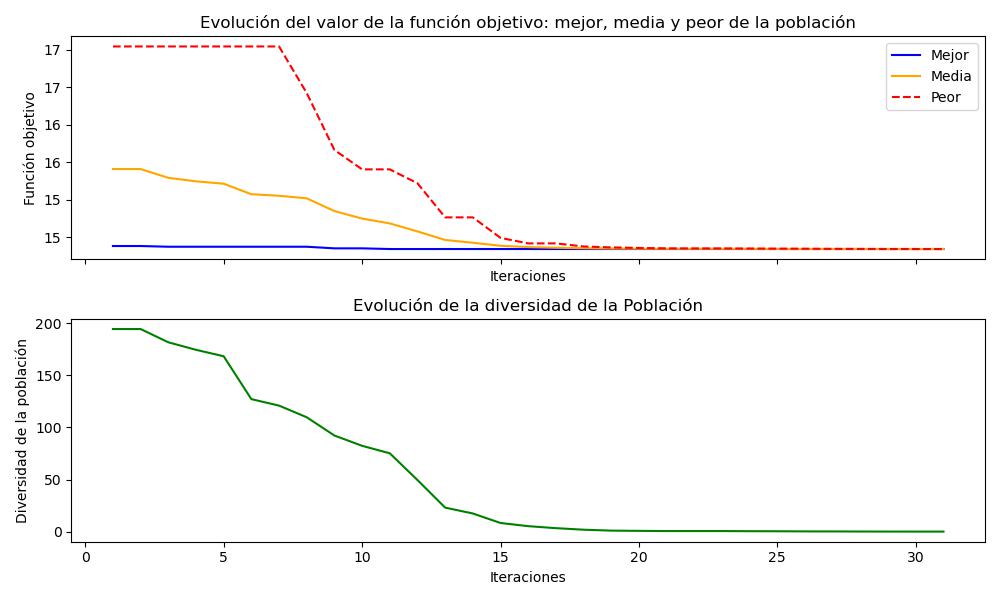 Evolución del valor de la función objetivo: mejor, media y peor de la población
17
17
16
16
15
15
Función objetivo
Mejor
Media
Peor
Iteraciones
Evolución de la diversidad de la Población
200
150
100
50
0
Diversidad de la población
0 5 10 15 20 25 30
Iteraciones